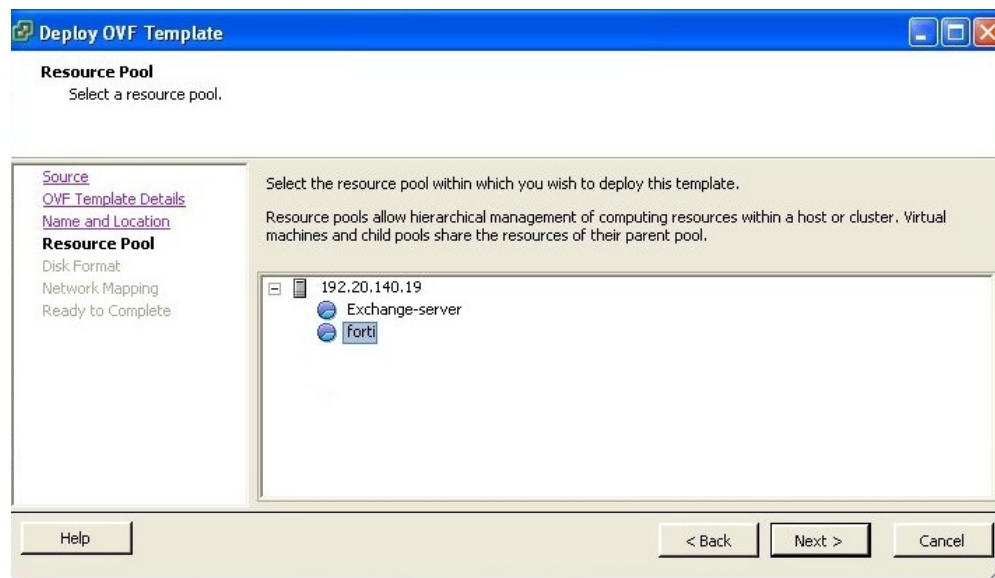 Deploy OVF Template
Resource Pool
Select a resource pool.
Source
OVF Template Details
Name and Location
Resource Pool
Disk Format
Network Mapping
Ready to Complete
Select the resource pool within which you wish to deploy this template.
Resource pools allow hierarchical management of computing resources within a host or cluster. Virtual
machines and child pools share the resources of their parent pool.
192.20.140.19
Exchange-server
forti
Help
< Back
Next >
Cancel